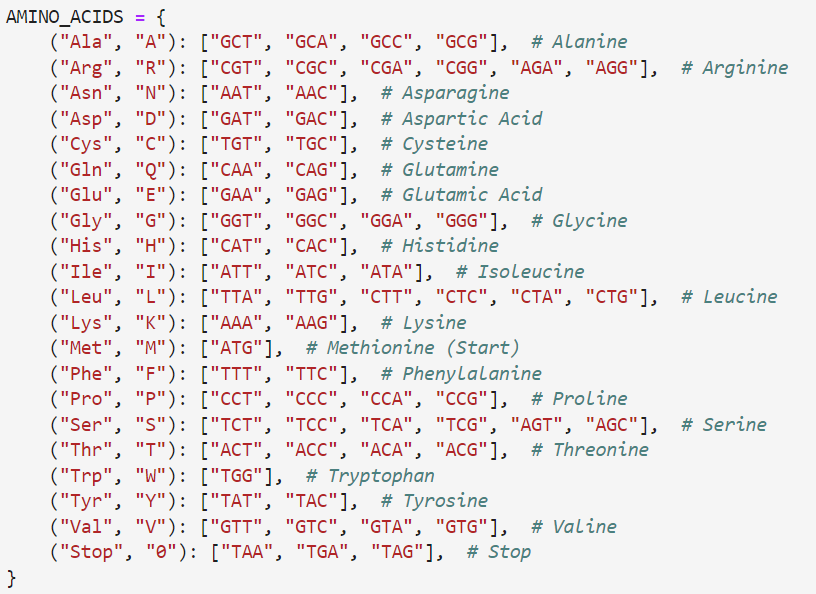 AMINO_ACIDS = {
    ("Ala", "A"): ["GCT", "GCA", "GCC", "GCG"],  # Alanine
    ("Arg", "R"): ["CGT", "CGC", "CGA", "CGG", "AGA", "AGG"],  # Arginine
    ("Asn", "N"): ["AAT", "AAC"],  # Asparagine
    ("Asp", "D"): ["GAT", "GAC"],  # Aspartic Acid
    ("Cys", "C"): ["TGT", "TGC"],  # Cysteine
    ("Gln", "Q"): ["CAA", "CAG"],  # Glutamine
    ("Glu", "E"): ["GAA", "GAG"],  # Glutamic Acid
    ("Gly", "G"): ["GGT", "GGC", "GGA", "GGG"],  # Glycine
    ("His", "H"): ["CAT", "CAC"],  # Histidine
    ("Ile", "I"): ["ATT", "ATC", "ATA"],  # Isoleucine
    ("Leu", "L"): ["TTA", "TTG", "CTT", "CTC", "CTA", "CTG"],  # Leucine
    ("Lys", "K"): ["AAA", "AAG"],  # Lysine
    ("Met", "M"): ["ATG"],  # Methionine (Start)
    ("Phe", "F"): ["TTT", "TTC"],  # Phenylalanine
    ("Pro", "P"): ["CCT", "CCC", "CCA", "CCG"],  # Proline
    ("Ser", "S"): ["TCT", "TCC", "TCA", "TCG", "AGT", "AGC"],  # Serine
    ("Thr", "T"): ["ACT", "ACC", "ACA", "ACG"],  # Threonine
    ("Trp", "W"): ["TGG"],  # Tryptophan
    ("Tyr", "Y"): ["TAT", "TAC"],  # Tyrosine
    ("Val", "V"): ["GTT", "GTC", "GTA", "GTG"],  # Valine
    ("Stop", "0"): ["TAA", "TGA", "TAG"],  # Stop
}